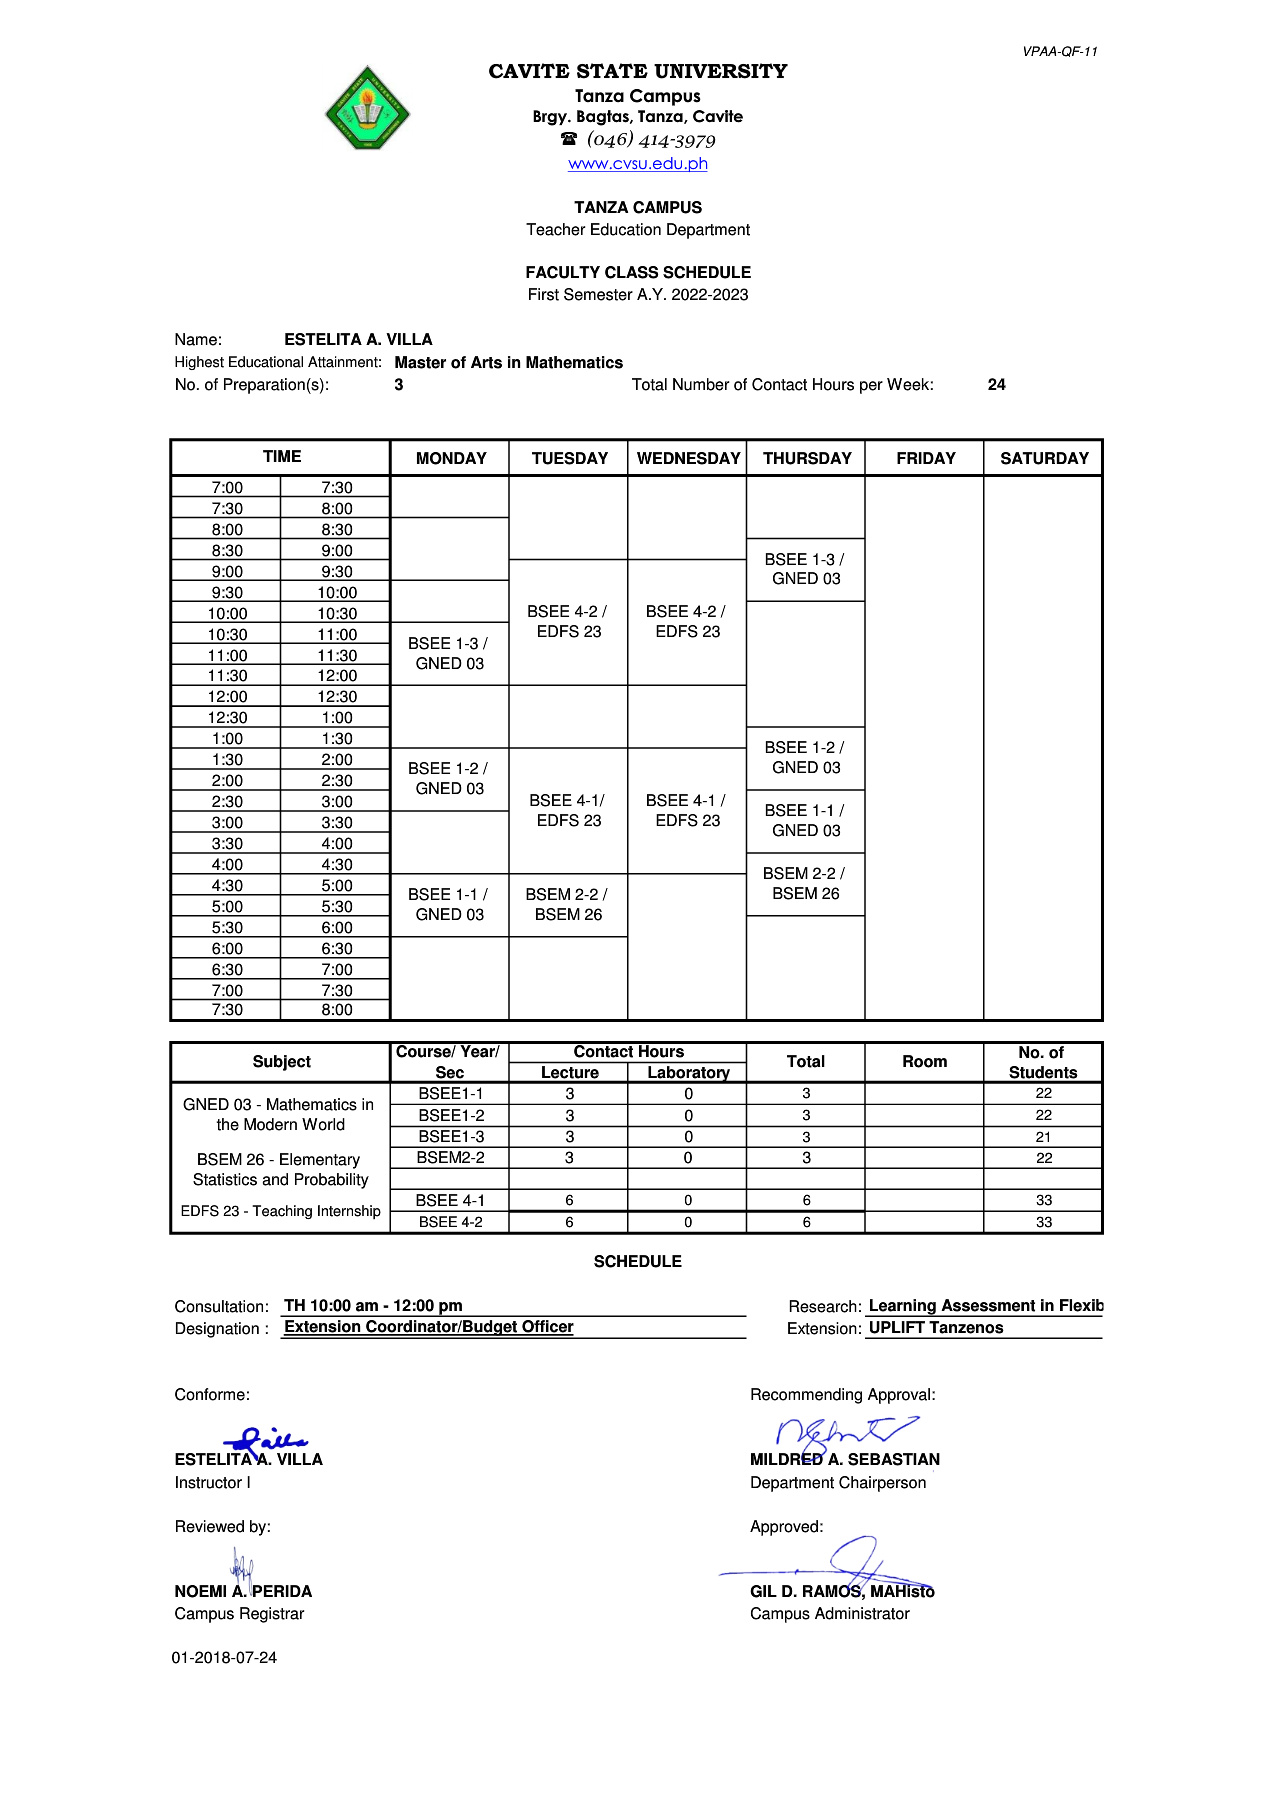 VPAA-QF-11
CAVITE STATE UNIVERSITY
Tanza Campus
Brgy. Bagtas, Tanza, Cavite
☎ (046) 414-3979
www.cvsu.edu.ph
TANZA CAMPUS
Teacher Education Department
FACULTY CLASS SCHEDULE
First Semester A.Y. 2022-2023
Name: ESTELITA A. VILLA
Highest Educational Attainment: Master of Arts in Mathematics
No. of Preparation(s): 3 Total Number of Contact Hours per Week: 24
TIME MONDAY TUESDAY WEDNESDAY THURSDAY FRIDAY SATURDAY
7:00 7:30
7:30 8:00
8:00 8:30
8:30 9:00
BSEE 1-3 /
9:00 9:30
GNED 03
9:30 10:00
10:00 10:30
BSEE 4-2 / BSEE 4-2 /
10:30 11:00
EDFS 23 EDFS 23
BSEE 1-3 /
11:00 11:30
GNED 03
11:30 12:00
12:00 12:30
12:30 1:00
1:00 1:30
BSEE 1-2 /
1:30 2:00
BSEE 1-2 / GNED 03
2:00 2:30
GNED 03
2:30 3:00
BSEE 4-1/ BSEE 4-1 / BSEE 1-1 /
3:00 3:30
EDFS 23 EDFS 23 GNED 03
3:30 4:00
4:00 4:30
BSEM 2-2 /
4:30 5:00
BSEE 1-1 / BSEM 2-2 / BSEM 26
5:00 5:30
GNED 03 BSEM 26
5:30 6:00
6:00 6:30
6:30 7:00
7:00 7:30
7:30 8:00
Subject Course/ Year/ Sec Contact Hours Total Room No. of Students
Lecture Laboratory
GNED 03 - Mathematics in
the Modern World
BSEE1-1 3 0 3 22
BSEE1-2 3 0 3 22
BSEE1-3 3 0 3 21
BSEM 26 - Elementary
Statistics and Probability
BSEM2-2 3 0 3 22
EDFS 23 - Teaching Internship
BSEE 4-1 6 0 6 33
BSEE 4-2 6 0 6 33
SCHEDULE
Consultation: TH 10:00 am - 12:00 pm Research: Learning Assessment in Flexib
Designation : Extension Coordinator/Budget Officer Extension: UPLIFT Tanzenos
Conforme: Recommending Approval:
ESTELITA A. VILLA MILDRED A. SEBASTIAN
Instructor I Department Chairperson
Reviewed by: Approved:
NOEMI A. PERIDA GIL D. RAMOS, MAHisto
Campus Registrar Campus Administrator
01-2018-07-24